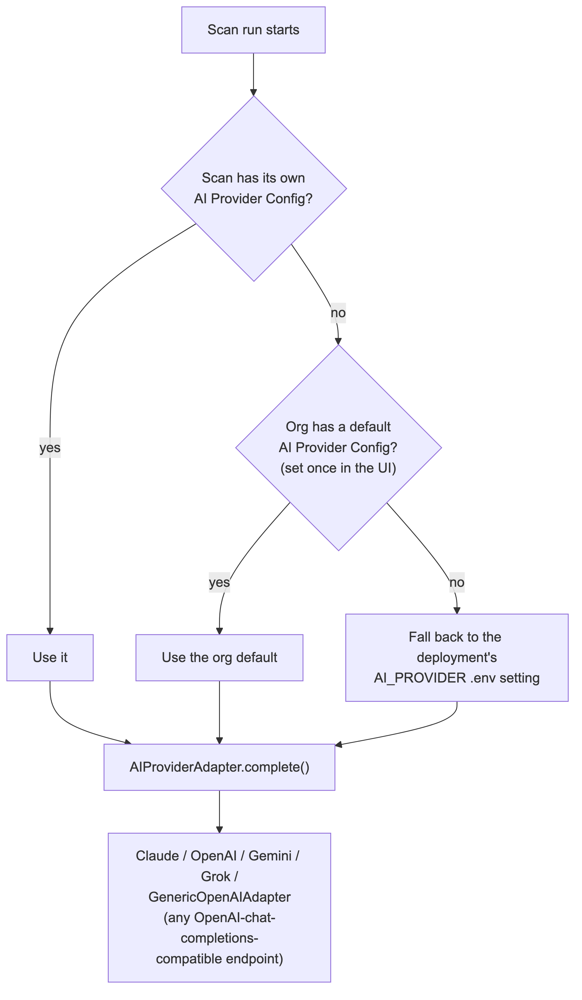 Scan run starts
Scan has its own
AI Provider Config?
no
Org has a default
AI Provider Config?
(set once in the UI)
yes
yes
no
Use it
Use the org default
Fall back to the
deployment's
AI_PROVIDER .env setting
AIProviderAdapter.complete()
Claude / OpenAI / Gemini /
Grok /
GenericOpenAIAdapter
(any OpenAI-chat-
completions-
compatible endpoint)